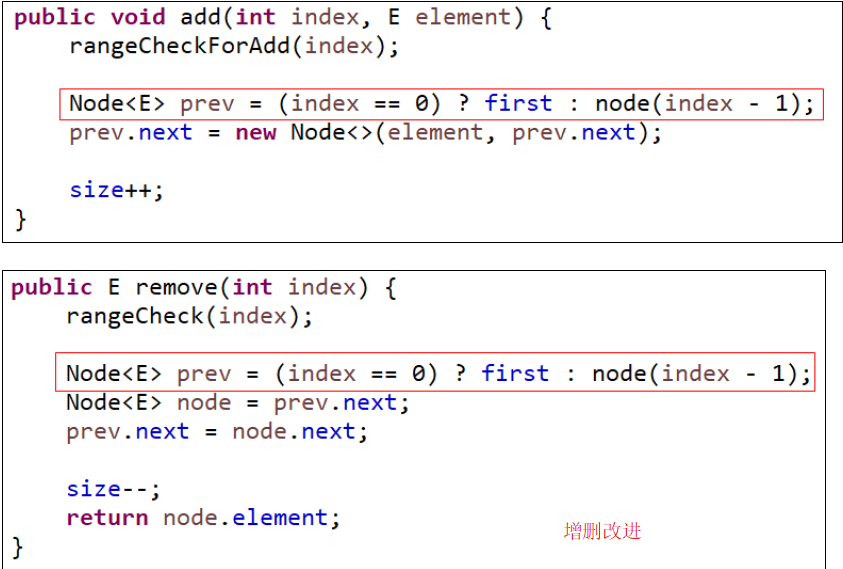 public void add(int index, E element) {
    rangeCheckForAdd(index);
    Node<E> prev = (index == 0) ? first : node(index - 1);
    prev.next = new Node<>(element, prev.next);
    size++;
}
public E remove(int index) {
    rangeCheck(index);
    Node<E> prev = (index == 0) ? first : node(index - 1);
    Node<E> node = prev.next;
    prev.next = node.next;
    size--;
    return node.element;
增删改进
}